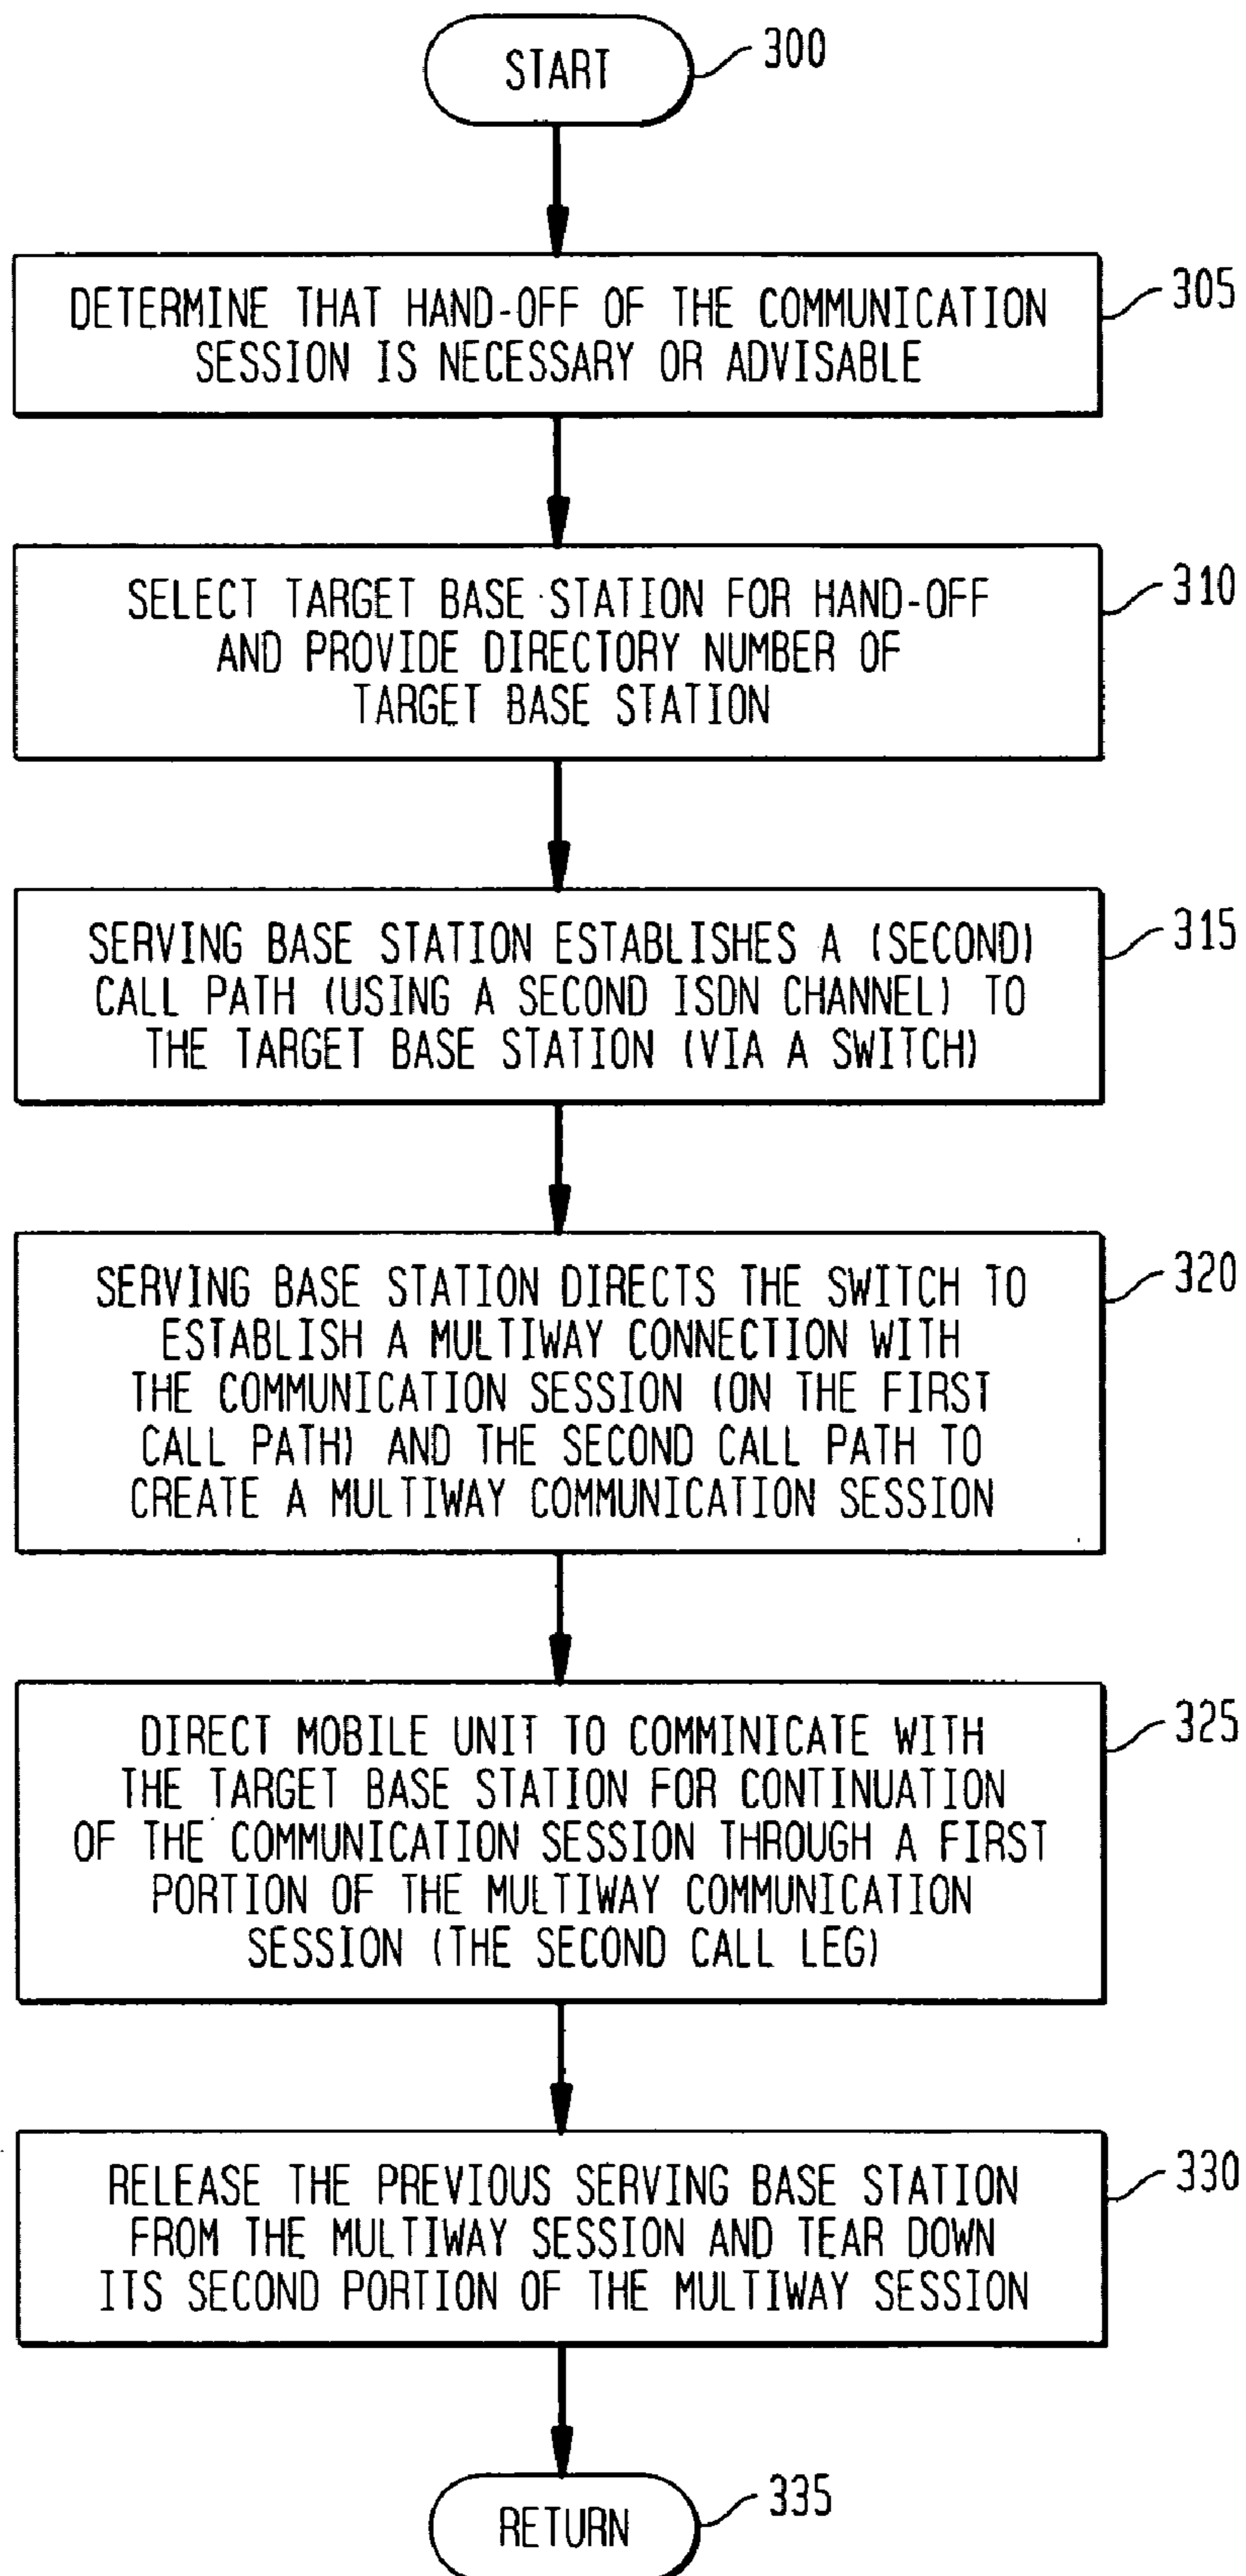 START
300
DETERMINE THAT HAND-OFF OF THE COMMUNICATION
SESSION IS NECESSARY OR ADVISABLE
305
SELECT TARGET BASE STATION FOR HAND-OFF
AND PROVIDE DIRECTORY NUMBER OF
TARGET BASE STATION
310
SERVING BASE STATION ESTABLISHES A (SECOND)
CALL PATH (USING A SECOND ISDN CHANNEL) TO
THE TARGET BASE STATION (VIA A SWITCH)
315
SERVING BASE STATION DIRECTS THE SWITCH TO
ESTABLISH A MULTIWAY CONNECTION WITH
THE COMMUNICATION SESSION (ON THE FIRST
CALL PATH) AND THE SECOND CALL PATH TO
CREATE A MULTIWAY COMMUNICATION SESSION
320
DIRECT MOBILE UNIT TO COMMINICATE WITH
THE TARGET BASE STATION FOR CONTINUATION
OF THE COMMUNICATION SESSION THROUGH A FIRST
PORTION OF THE MULTIWAY COMMUNICATION
SESSION (THE SECOND CALL LEG)
325
RELEASE THE PREVIOUS SERVING BASE STATION
FROM THE MULTIWAY SESSION AND TEAR DOWN
ITS SECOND PORTION OF THE MULTIWAY SESSION
330
RETURN
335